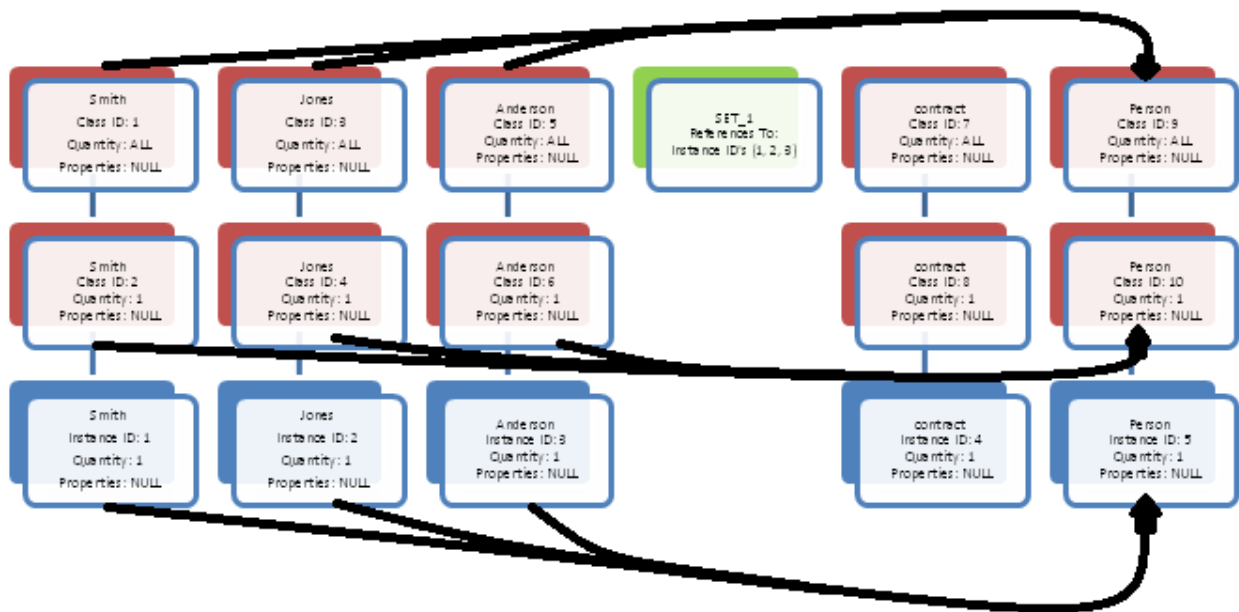 Smith
Class ID: 1
Quantity: ALL
Properties: NULL
Jones
Class ID: 3
Quantity: ALL
Properties: NULL
Anderson
Class ID: 5
Quantity: ALL
Properties: NULL
SET_1
References To:
Instance ID's {1, 2, 3}
contract
Class ID: 7
Quantity: ALL
Properties: NULL
Person
Class ID: 9
Quantity: ALL
Properties: NULL
Smith
Class ID: 2
Quantity: 1
Properties: NULL
Jones
Class ID: 4
Quantity: 1
Properties: NULL
Anderson
Class ID: 6
Quantity: 1
Properties: NULL
contract
Class ID: 8
Quantity: 1
Properties: NULL
Person
Class ID: 10
Quantity: 1
Properties: NULL
Smith
Instance ID: 1
Quantity: 1
Properties: NULL
Jones
Instance ID: 2
Quantity: 1
Properties: NULL
Anderson
Instance ID: 3
Quantity: 1
Properties: NULL
contract
Instance ID: 4
Quantity: 1
Properties: NULL
Person
Instance ID: 5
Quantity: 1
Properties: NULL